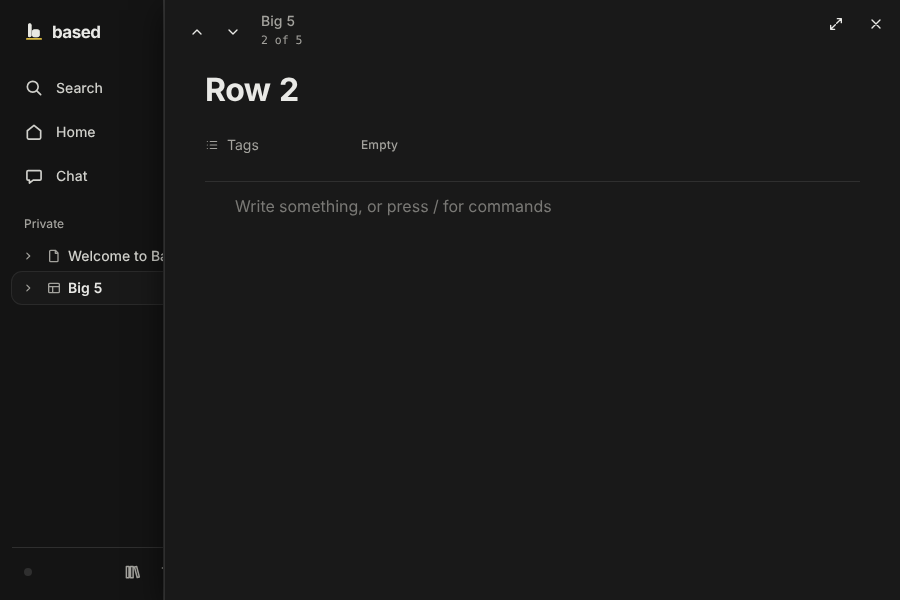 based
Search
Home
Chat
Private
Welcome to Ba
Big 5
Big 5
2 of 5
Row 2
Tags
Empty
Write something, or press / for commands